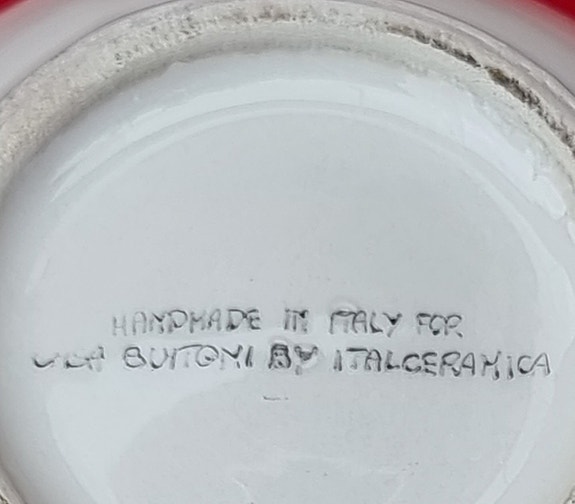 HANDMADE IN ITALY FOR
BUITONI BY ITALCERAMICA